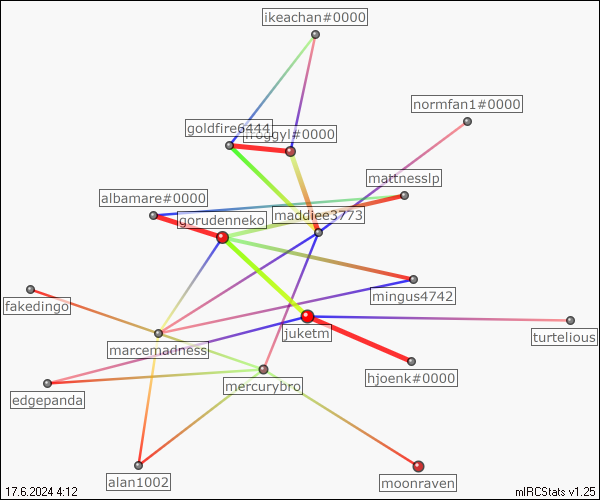 ikeachan#0000
normfan1#0000
goldfire6444
froggyl#0000
mattnesslp
albamare#0000
maddiee3773
gorudenneko
mingus4742
fakedingo
juketm
turtelious
marcemadness
hjoenk#0000
mercurybro
edgepanda
alan1002
moonraven
17.6.2024 4:12
mIRCStats v1.25